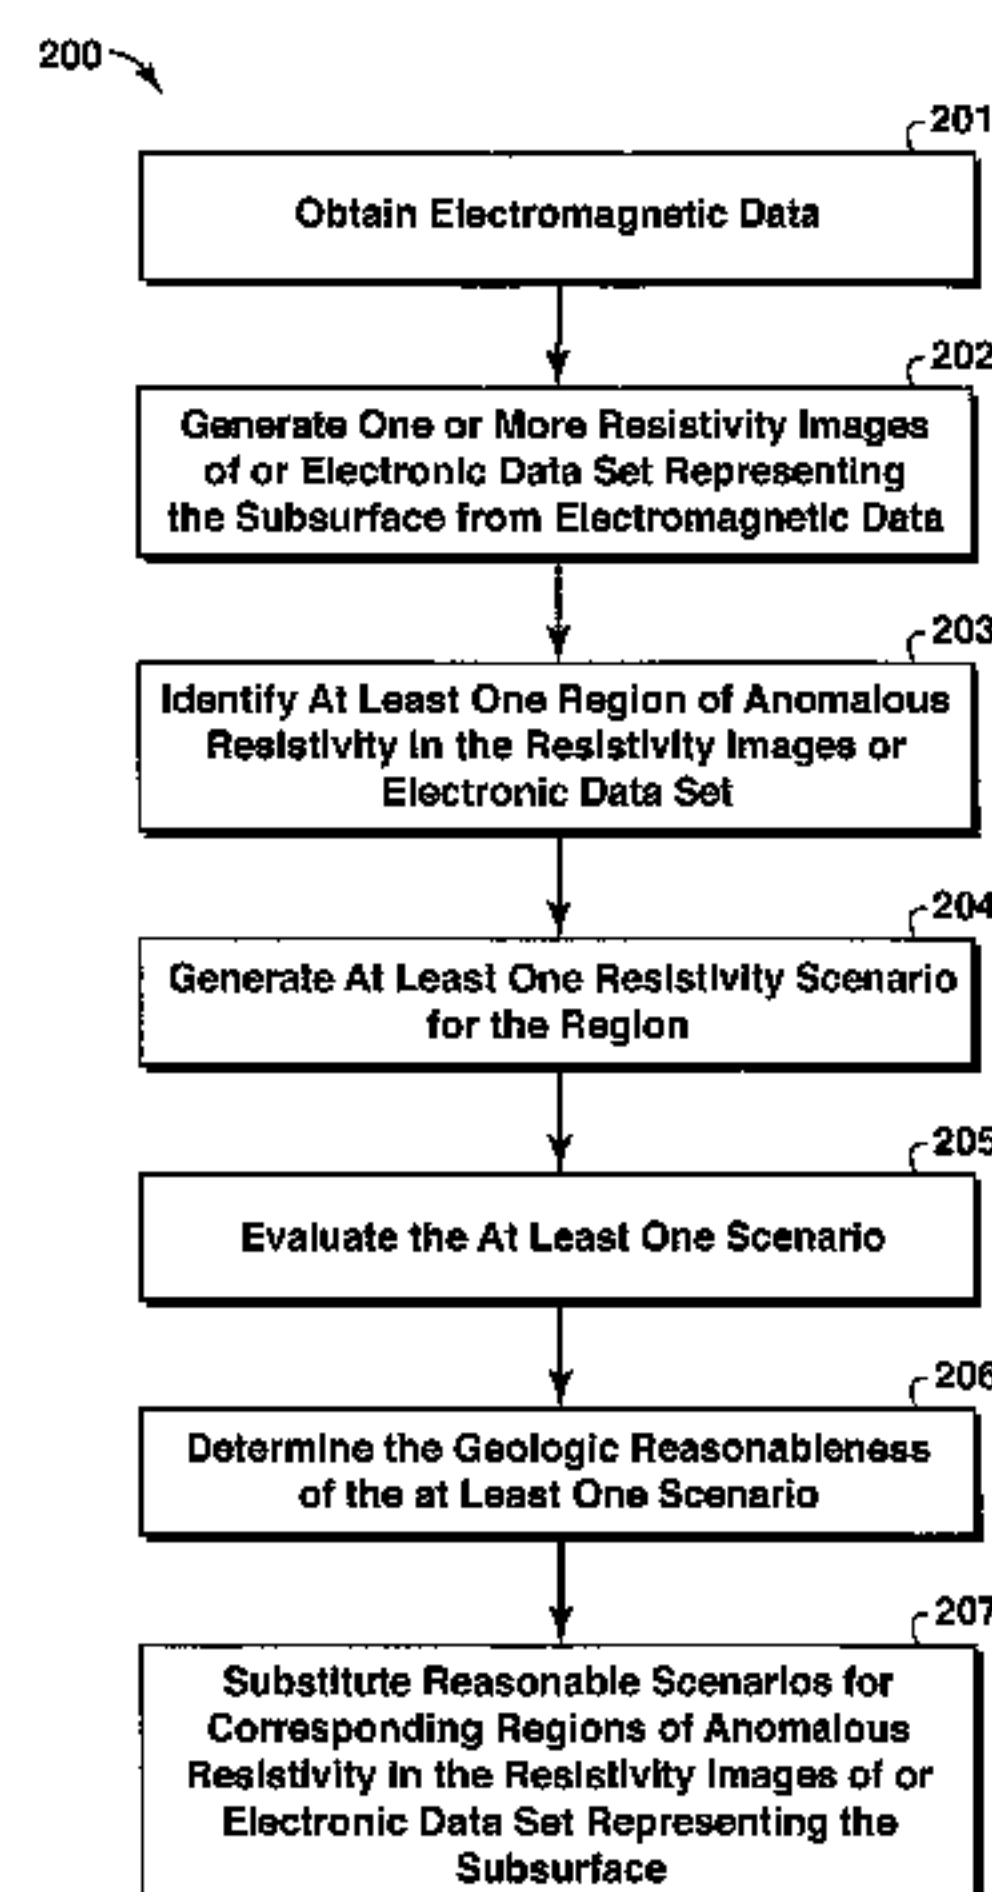 200
201
Obtain Electromagnetic Data
202
Generate One or More Resistivity Images
of or Electronic Data Set Representing
the Subsurface from Electromagnetic Data
203
Identify At Least One Region of Anomalous
Resistivity in the Resistivity Images or
Electronic Data Set
204
Generate At Least One Resistivity Scenario
for the Region
205
Evaluate the At Least One Scenario
206
Determine the Geologic Reasonableness
of the at Least One Scenario
207
Substitute Reasonable Scenarios for
Corresponding Regions of Anomalous
Resistivity in the Resistivity Images of or
Electronic Data Set Representing the
Subsurface